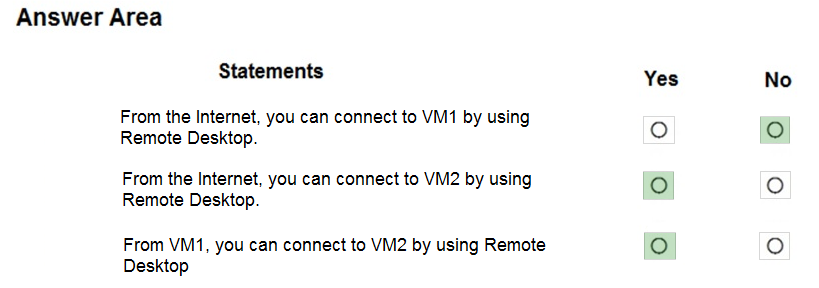 Answer Area
Statements Yes No
From the Internet, you can connect to VM1 by using
Remote Desktop.
From the Internet, you can connect to VM2 by using
Remote Desktop.
From VM1, you can connect to VM2 by using Remote
Desktop